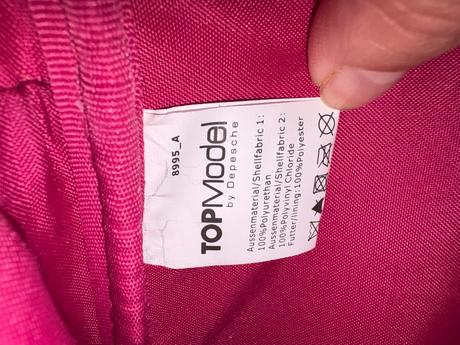 8995_A
TOPModel
by Depesche
Aussenmaterial/Shellfabric 1:
100%Polyurethan
Aussenmaterial/Shellfabric 2:
100%Polyvinyl Chloride
Futter/lining:100%Polyester